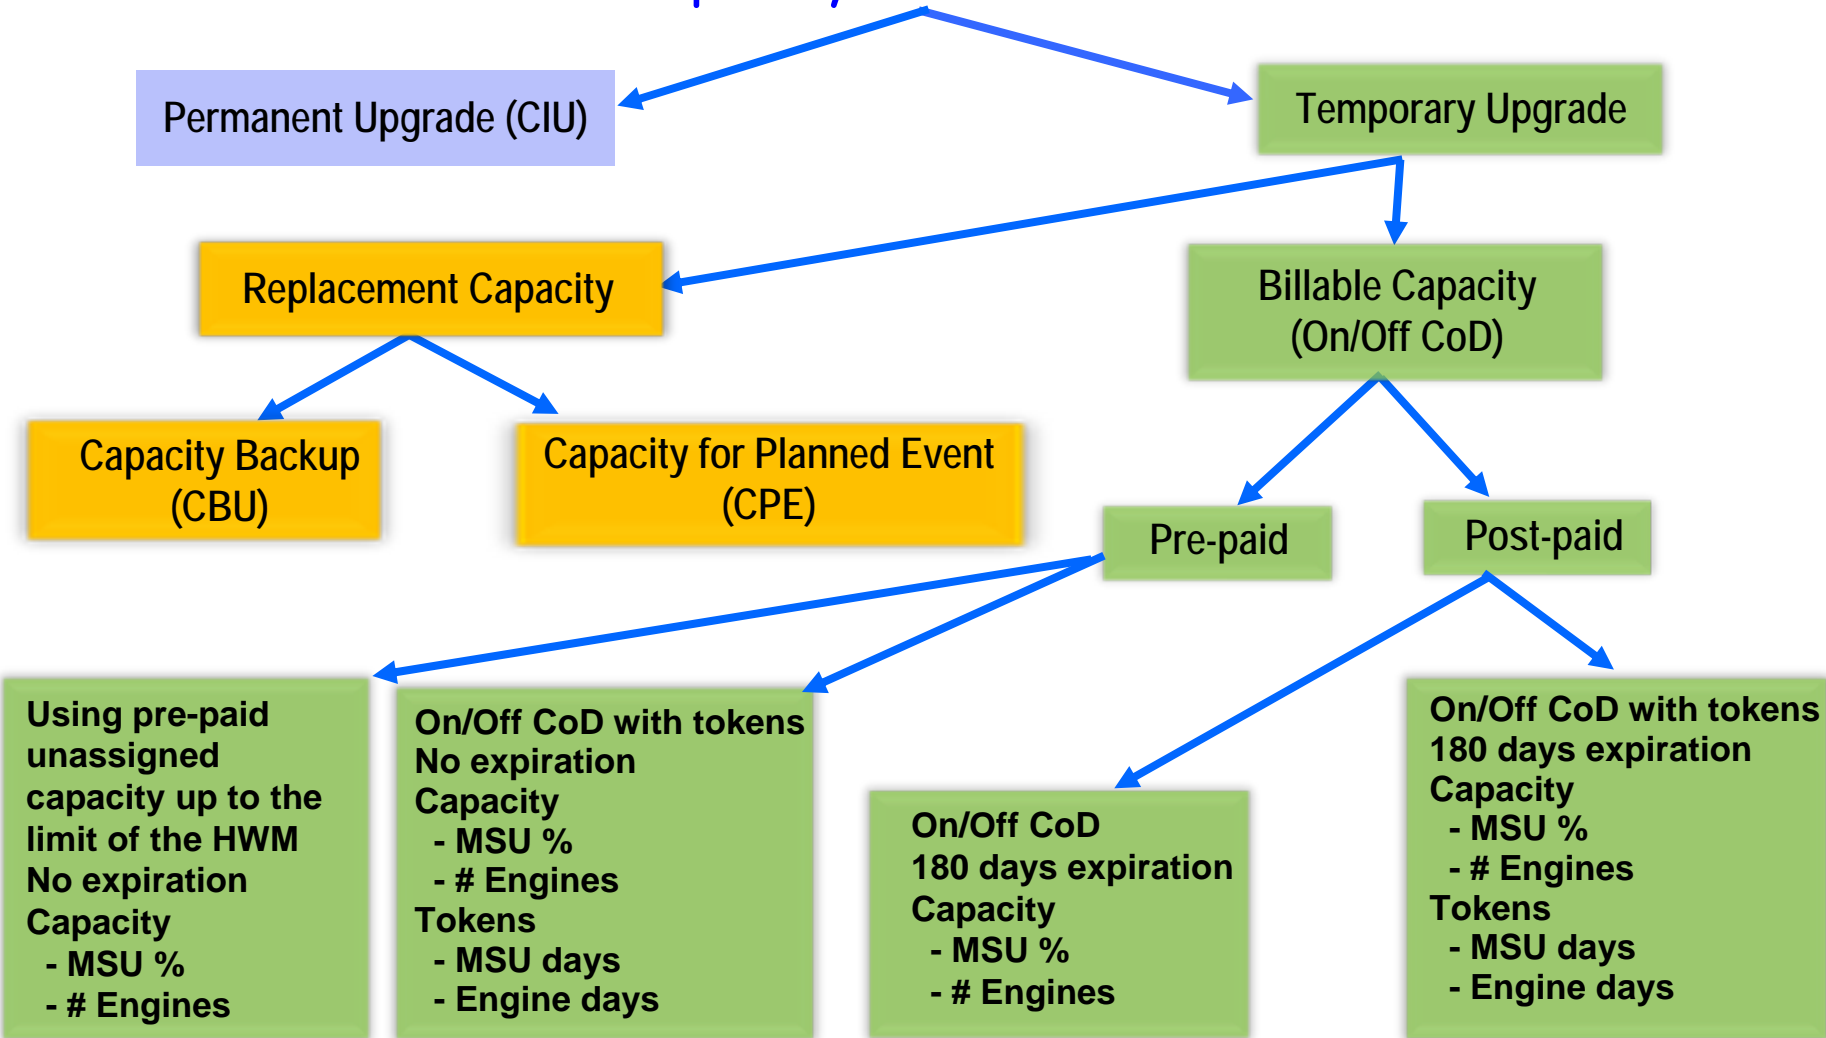 Permanent Upgrade (CIU)
Temporary Upgrade
Replacement Capacity
Billable Capacity
(On/Off CoD)
Capacity Backup
(CBU)
Capacity for Planned Event
(CPE)
Pre-paid
Post-paid
Using pre-paid
unassigned
capacity up to the
limit of the HWM
No expiration
Capacity
- MSU %
- # Engines
On/Off CoD with tokens
No expiration
Capacity
- MSU %
- # Engines
Tokens
- MSU days
- Engine days
On/Off CoD
180 days expiration
Capacity
- MSU %
- # Engines
On/Off CoD with tokens
180 days expiration
Capacity
- MSU %
- # Engines
Tokens
- MSU days
- Engine days